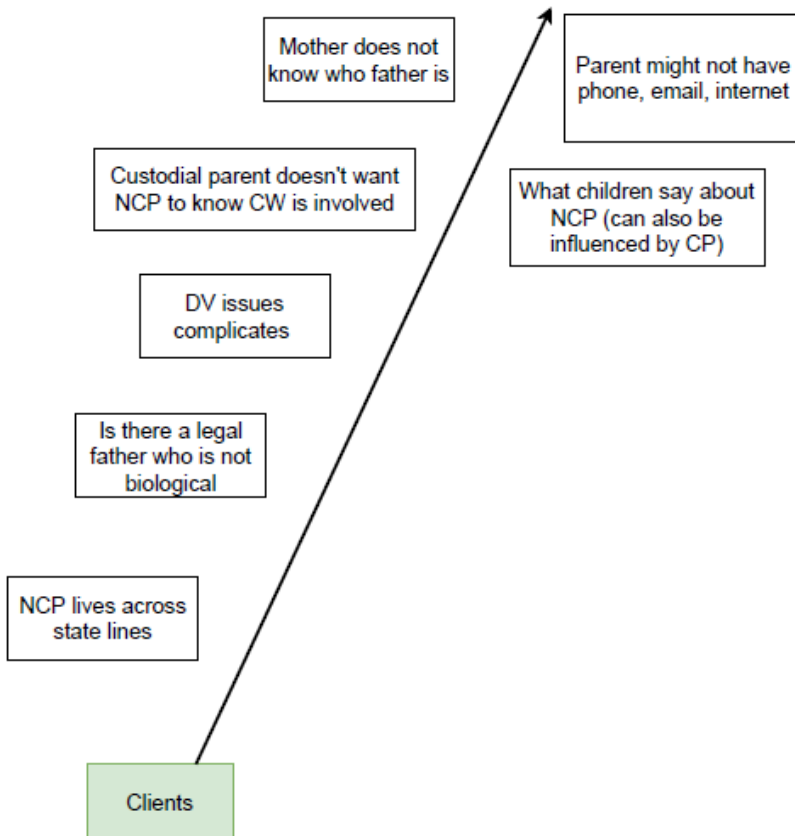 Mother does not
know who father is
Parent might not have
phone, email, internet
Custodial parent doesn't want
NCP to know CW is involved
What children say about
NCP (can also be
influenced by CP)
DV issues
complicates
Is there a legal
father who is not
biological
NCP lives across
state lines
Clients